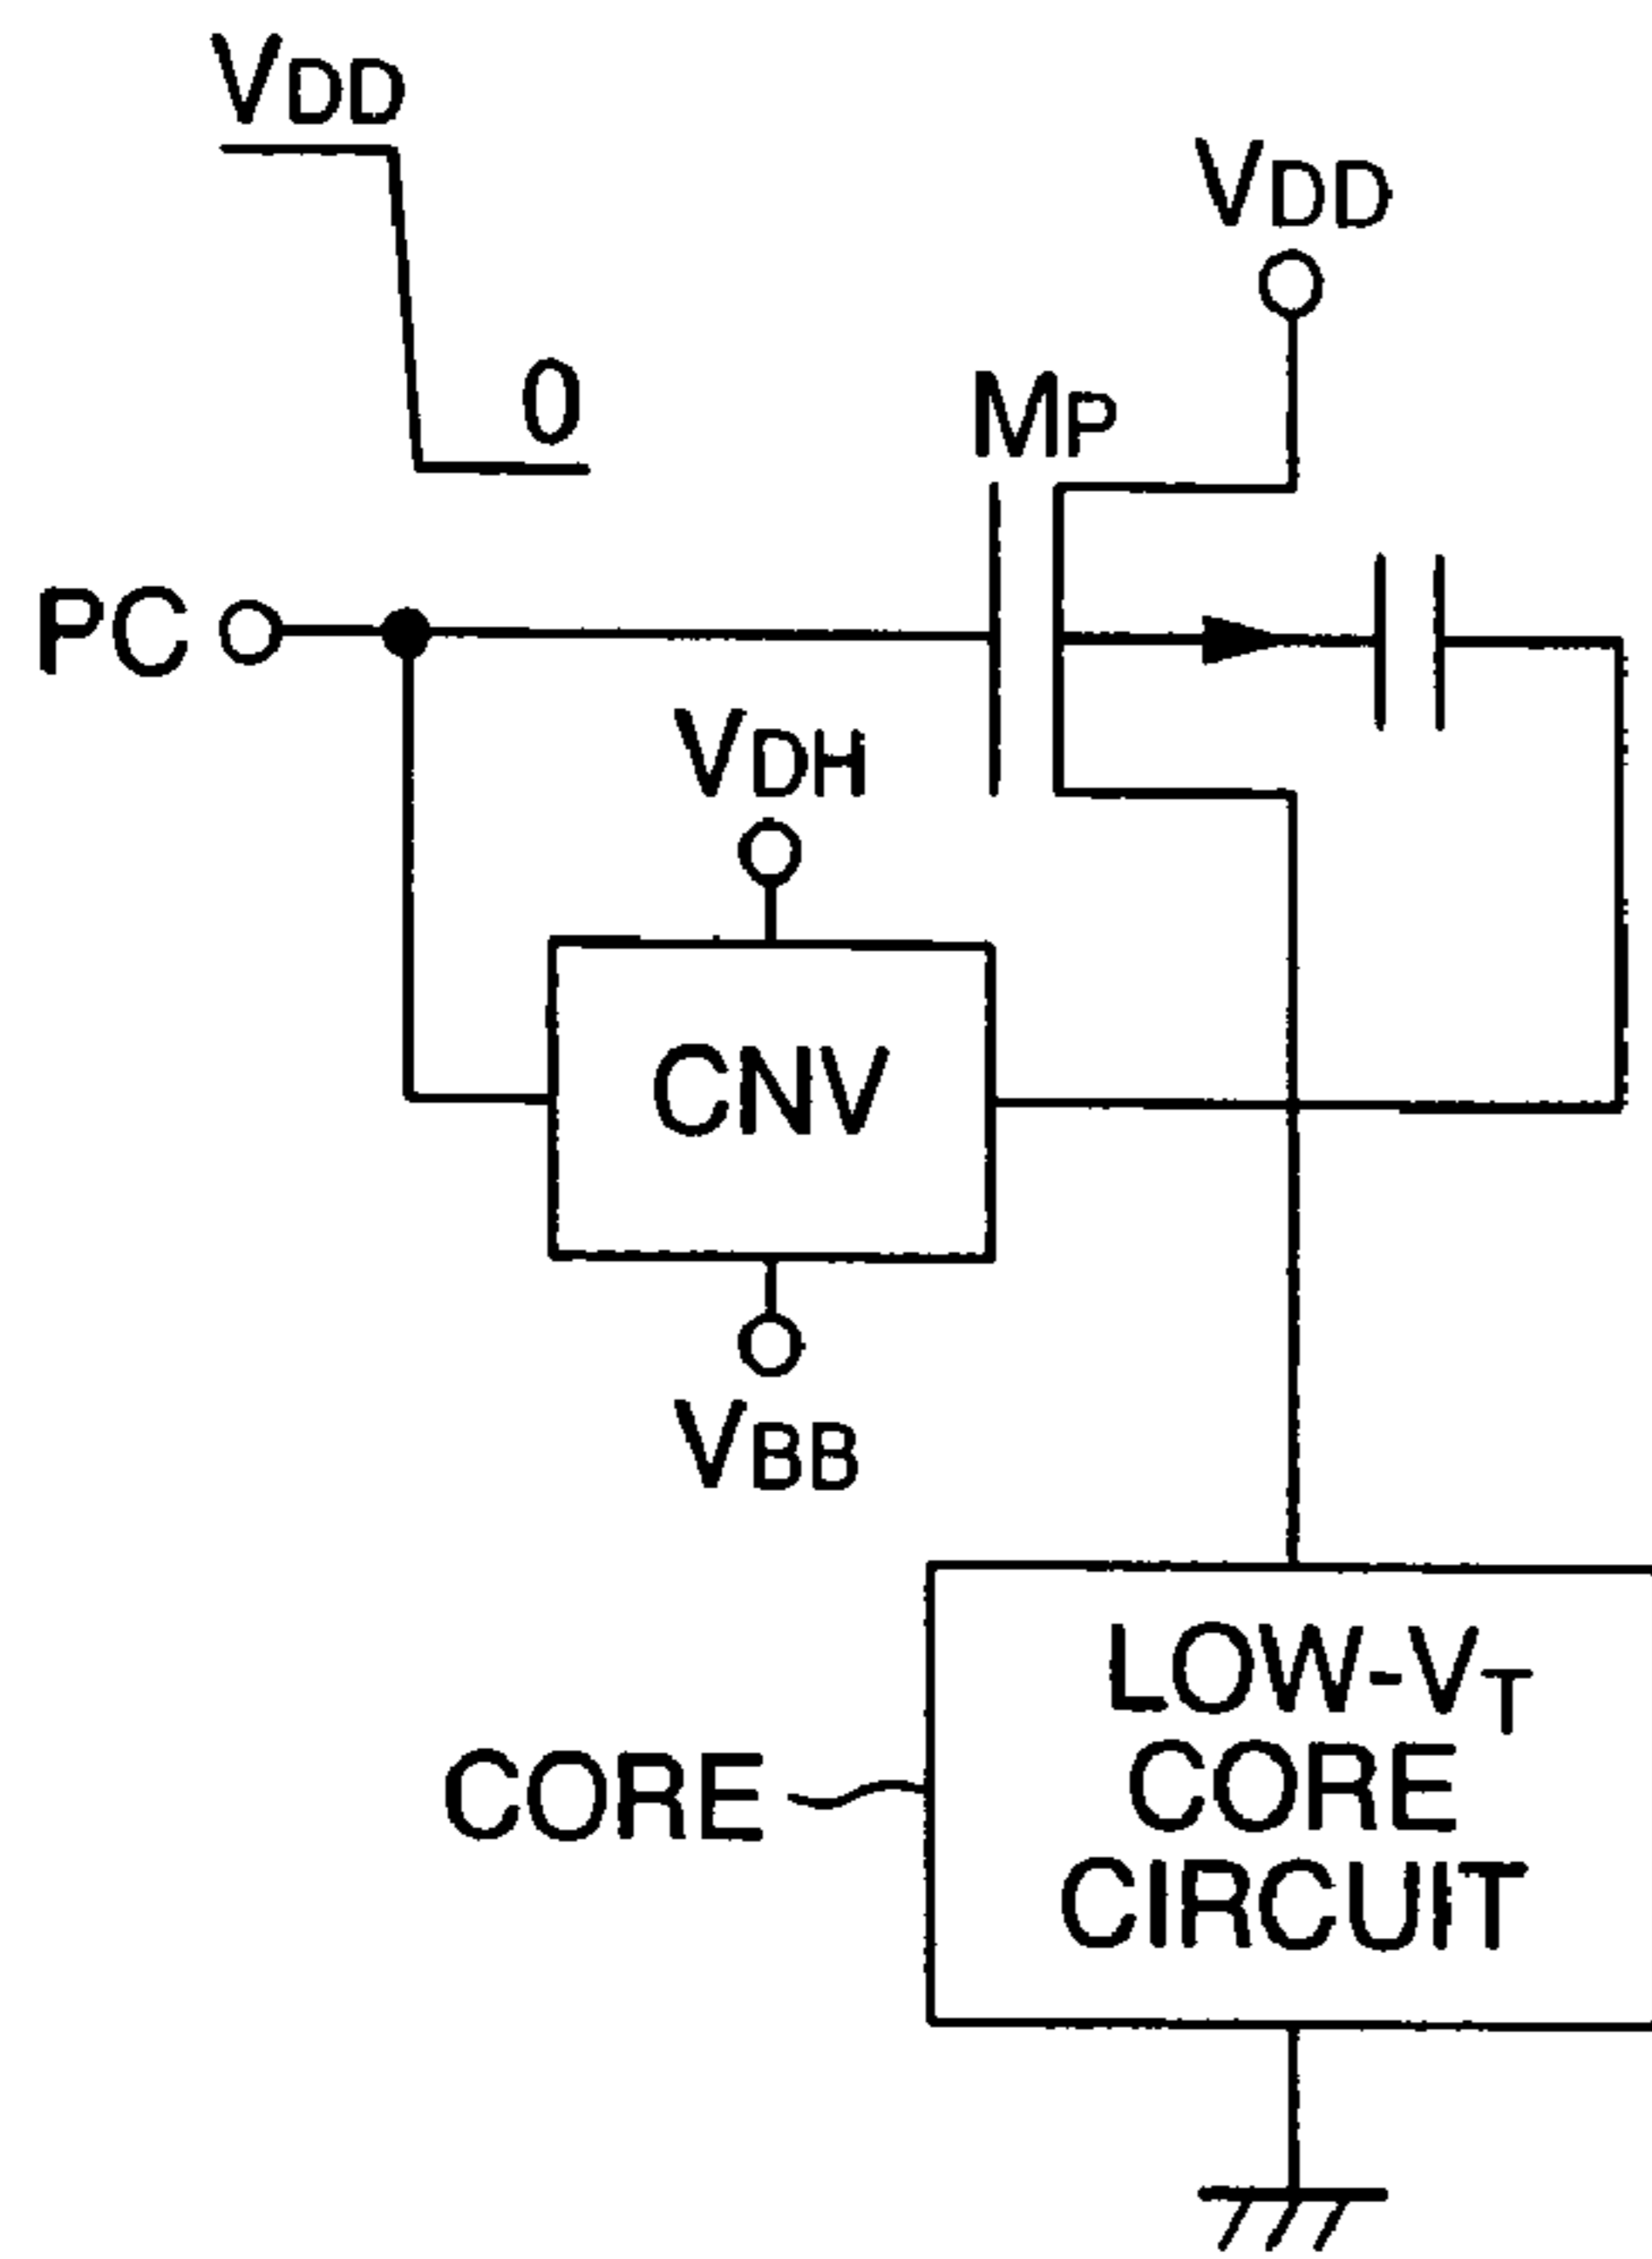 VDD
VDD
0
MP
PC
VDH
CNV
VBB
LOW-VT
CORE
CORE
CIRCUIT